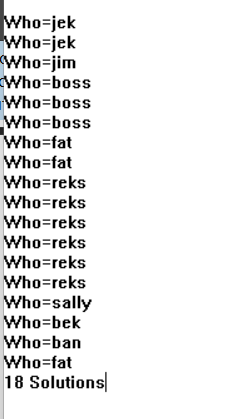 Who=jek
Who=jek
Who=jim
Who=boss
Who=boss
Who=boss
Who=fat
Who=fat
Who=reks
Who=reks
Who=reks
Who=reks
Who=reks
Who=reks
Who=sally
Who=bek
Who=ban
Who=fat
18 Solutions